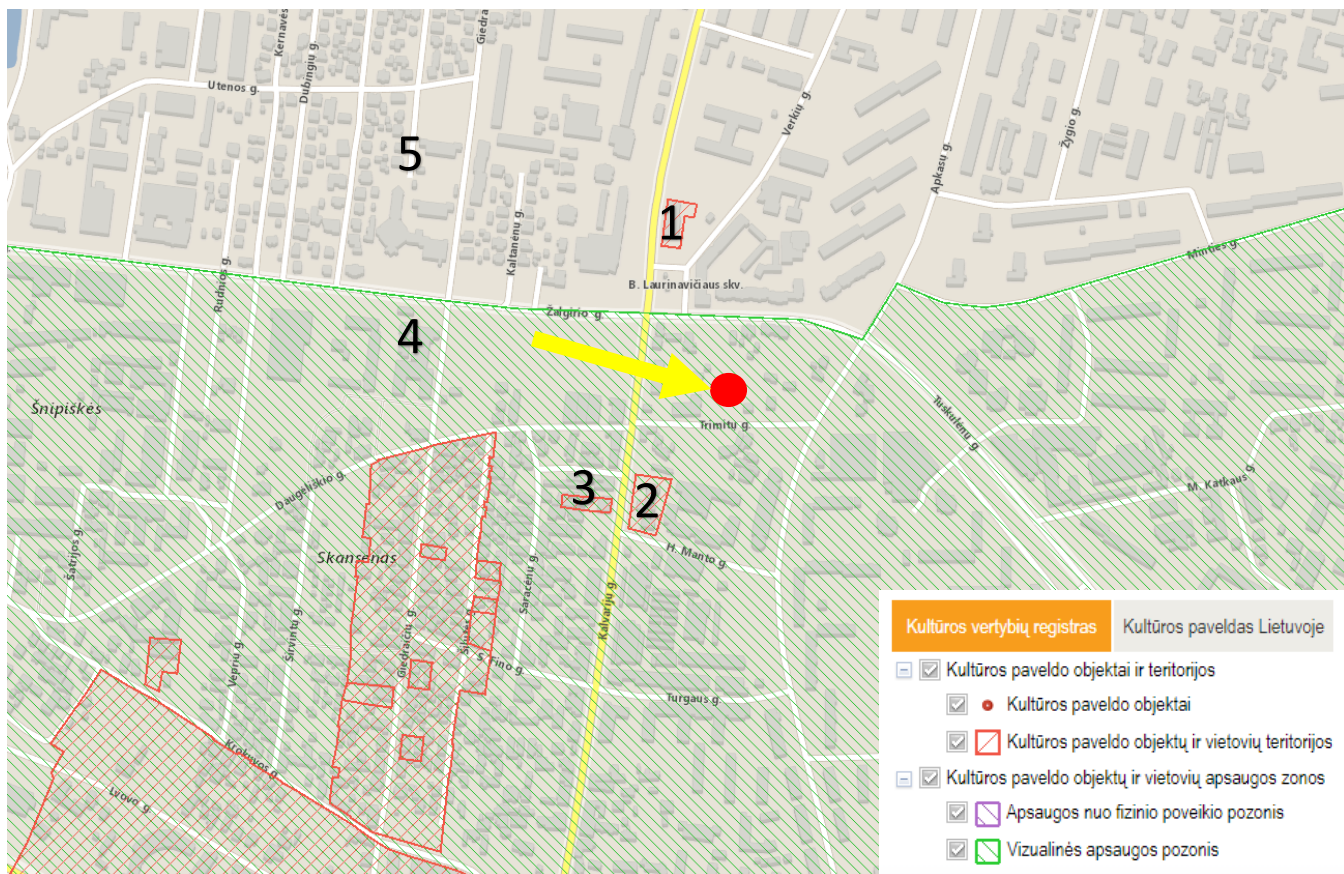 Kernavės
Giedra
Dubingių g.
Utenos g.
Verkių g.
Apkasų g.
Žygio g.
5
1
Kaltanėnų g.
Rudnios g.
Minties g.
B. Laurinavičiaus skv.
Žalgirio g.
4
Šnipiškės
Trimitų g.
Tuskulėnų g.
Daugėliškio g.
3
2
M. Katkaus g.
Šatrijos g.
Skansenas
H. Manto g.
Saracėnų g.
Kalvarijų g.
Širvintų g.
Giedraičių g.
Šilutės g.
S. Fino g.
Vepriu g.
Turgaus g.
Krokuvos g.
Lvovo g.
Kultūros vertybių registras
Kultūros paveldas Lietuvoje
Kultūros paveldo objektai ir teritorijos
Kultūros paveldo objektai
Kultūros paveldo objektų ir vietovių teritorijos
Kultūros paveldo objektų ir vietovių apsaugos zonos
Apsaugos nuo fizinio poveikio pozonis
Vizualinės apsaugos pozonis